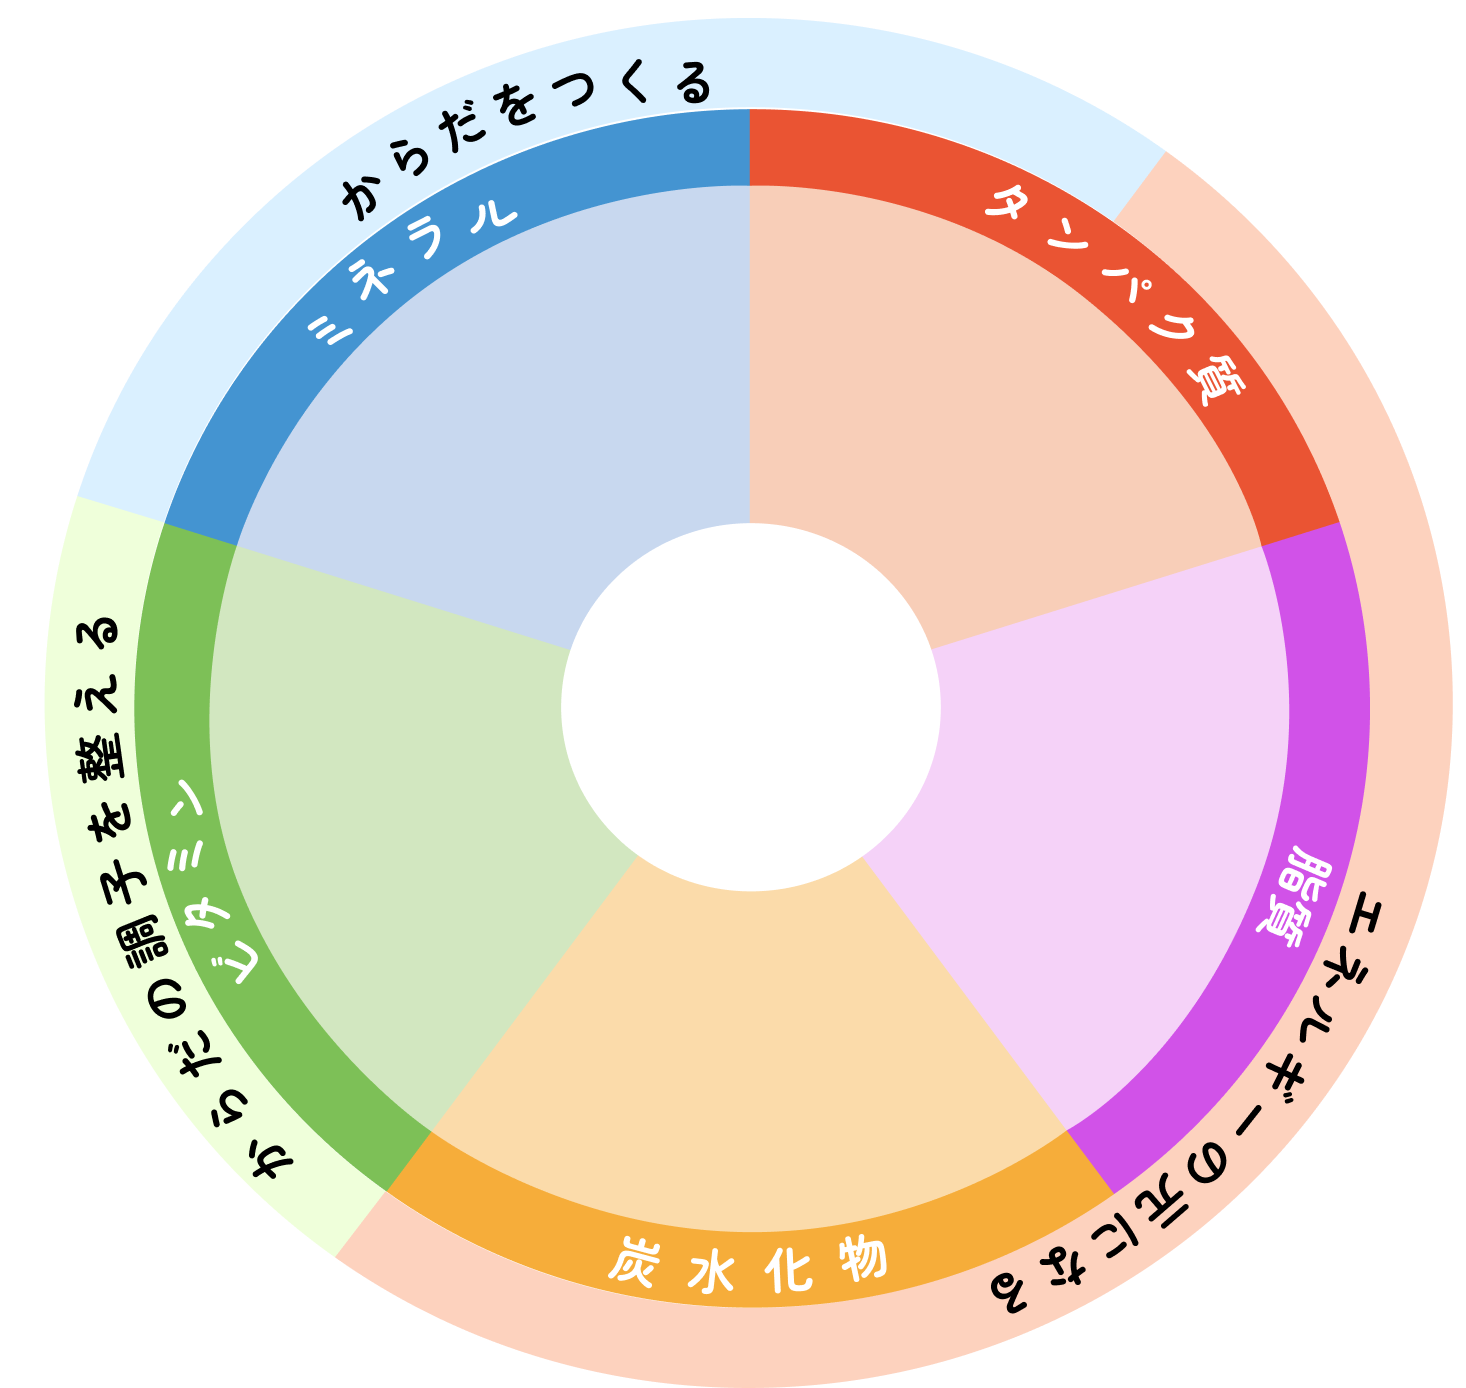 からだをつくる
ミネラル
タンパク質
脂質
エネルギーの元になる
炭水化物
ビタミン
からだの調子を整える